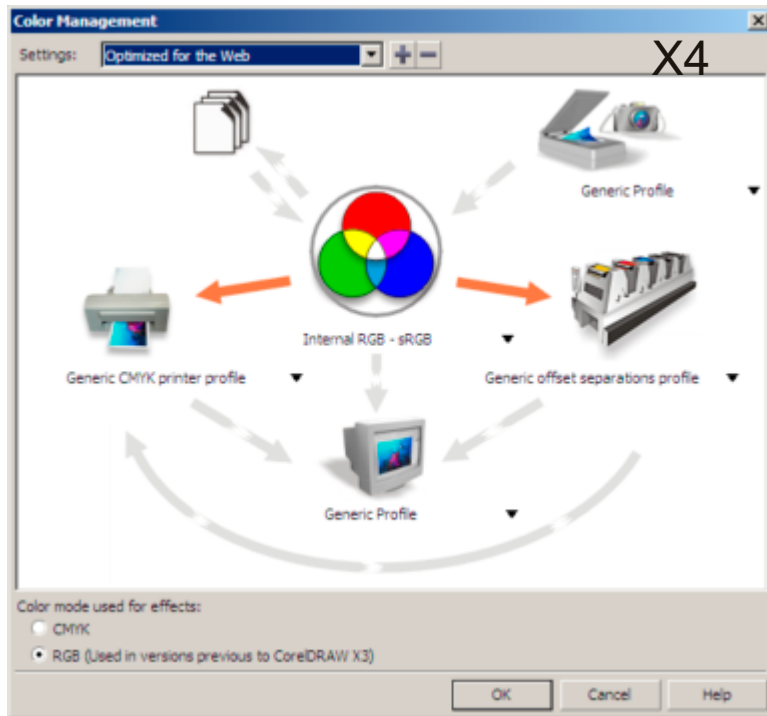 Color Management
Settings: Optimized for the Web
X4
Generic Profile
Internal RGB - sRGB
Generic CMYK printer profile
Generic offset separations profile
Generic Profile
Color mode used for effects:
CMYK
RGB (Used in versions previous to CorelDRAW X3)
OK Cancel Help